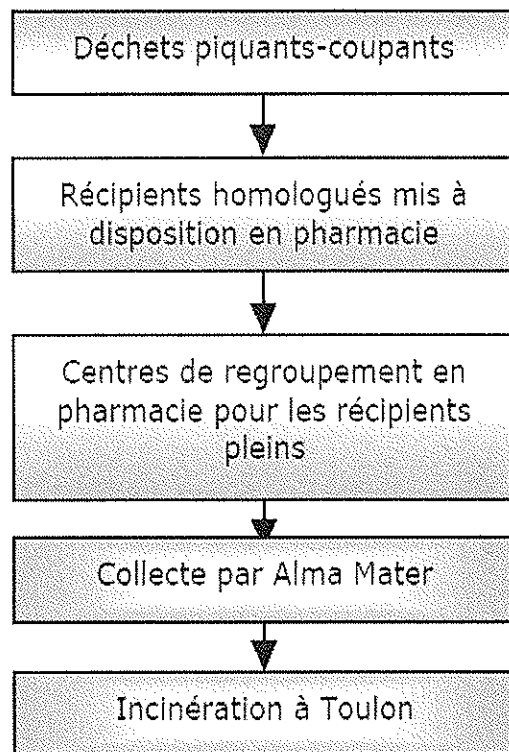 Déchets piquants-coupants
Récipients homologués mis à
disposition en pharmacie
Centres de regroupement en
pharmacie pour les récipients
pleins
Collecte par Alma Mater
Incinération à Toulon